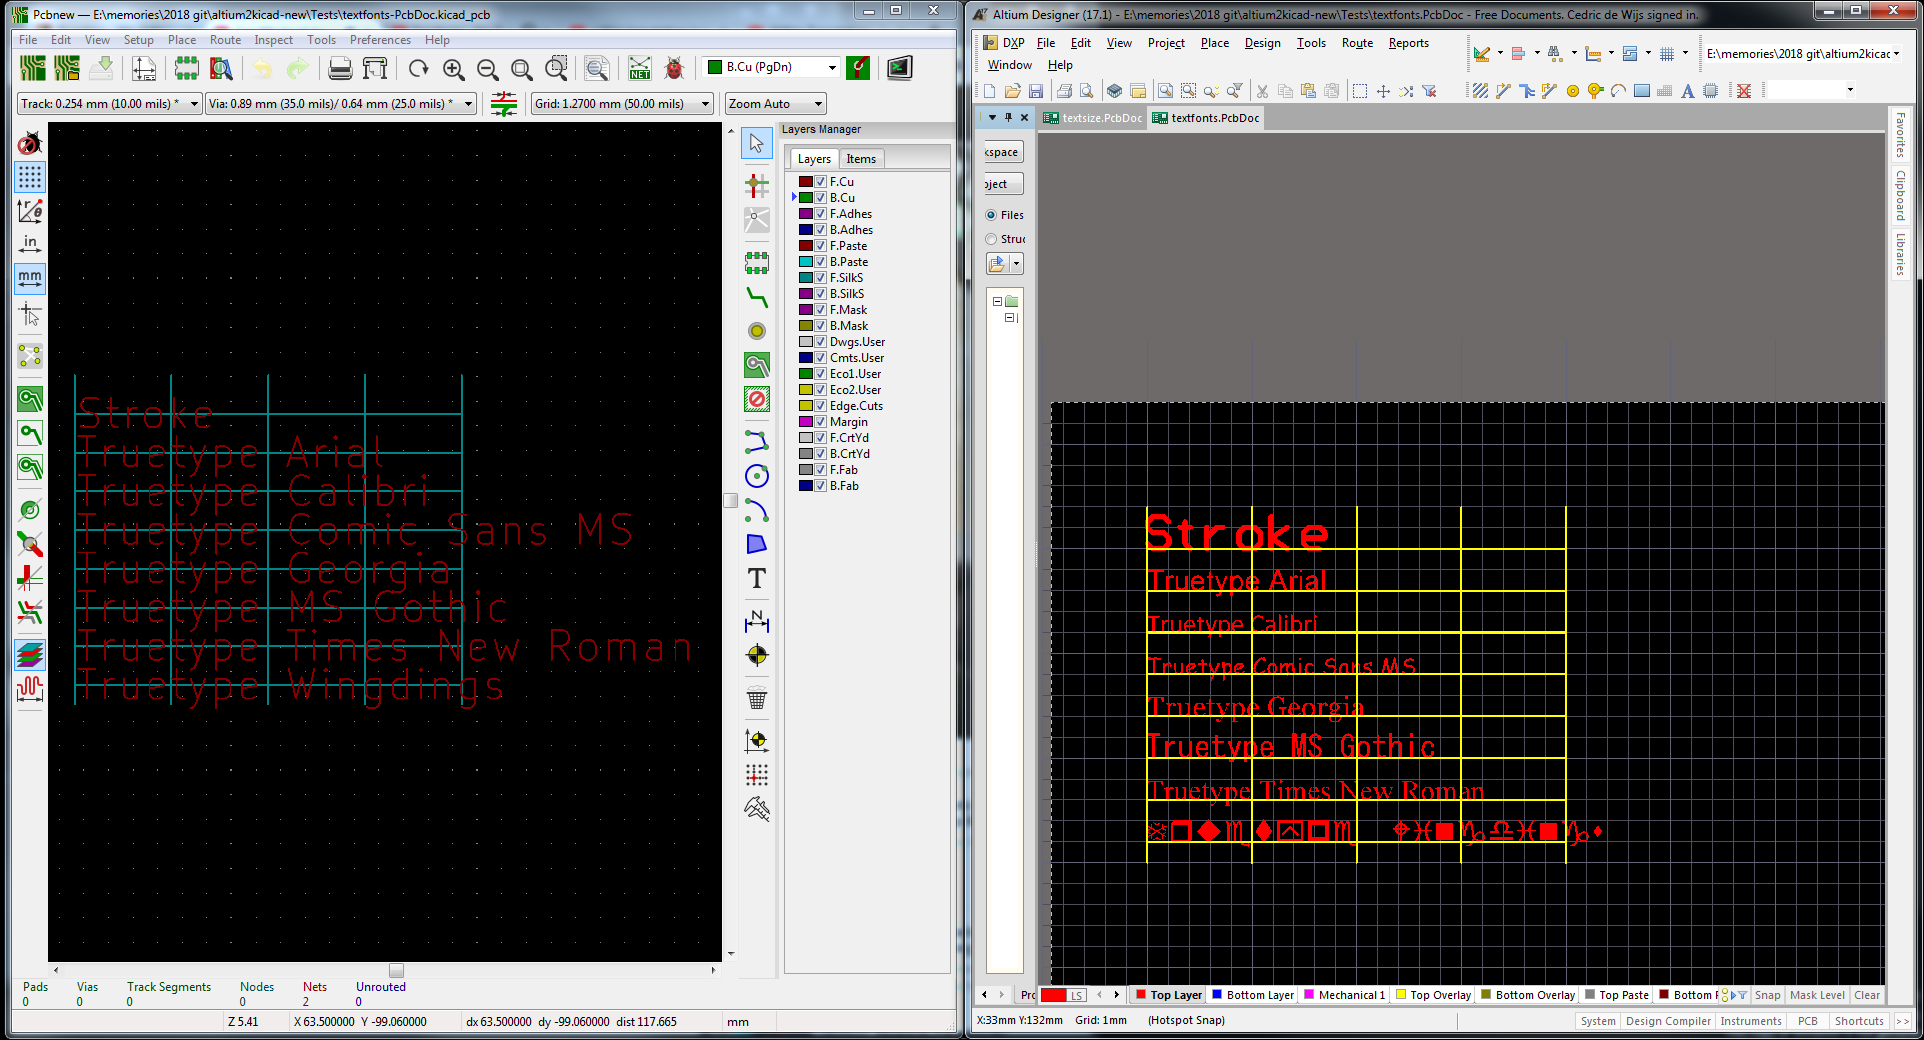 Pcbnew — E:\memories\2018 git\altium2kicad-new\Tests\textfonts-PcbDoc.kicad_pcb
File Edit View Setup Place Route Inspect Tools Preferences Help
NET
B.Cu (PgDn)
Track: 0.254 mm (10.00 mils) *
Via: 0.89 mm (35.0 mils)/ 0.64 mm (25.0 mils) *
Grid: 1.2700 mm (50.00 mils)
Zoom Auto
in
mm
Stroke
Truetype Arial
Truetype Calibri
Truetype Comic Sans MS
Truetype Georgia
Truetype MS Gothic
Truetype Times New Roman
Truetype Wingdings
T
N
Layers Manager
Layers Items
F.Cu
B.Cu
F.Adhes
B.Adhes
F.Paste
B.Paste
F.SilkS
B.SilkS
F.Mask
B.Mask
Dwgs.User
Cmts.User
Eco1.User
Eco2.User
Edge.Cuts
Margin
F.CrtYd
B.CrtYd
F.Fab
B.Fab
Pads Vias Track Segments Nodes Nets Unrouted
0 0 0 0 2 0
Z 5.41 X 63.500000 Y -99.060000 dx 63.500000 dy -99.060000 dist 117.665 mm
Altium Designer (17.1) - E:\memories\2018 git\altium2kicad-new\Tests\textfonts.PcbDoc - Free Documents. Cedric de Wijs signed in.
DXP File Edit View Project Place Design Tools Route Reports
Window Help
E:\memories\2018 git\altium2kicad
textsize.PcbDoc textfonts.PcbDoc
kspace
oject
Files
Struc
Favorites
Clipboard
Libraries
Stroke
Truetype Arial
Truetype Calibri
Truetype Comic Sans MS
Truetype Georgia
Truetype MS Gothic
Truetype Times New Roman
Pr
LS Top Layer Bottom Layer Mechanical 1 Top Overlay Bottom Overlay Top Paste Bottom Snap Mask Level Clear
X:33mm Y:132mm Grid: 1mm (Hotspot Snap)
System Design Compiler Instruments PCB Shortcuts >>